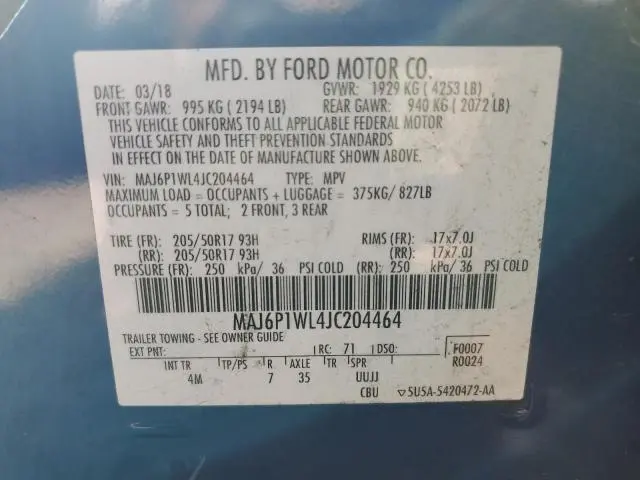 MFD. BY FORD MOTOR CO.
DATE: 03/18 GVWR: 1929 KG ( 4253 LB)
FRONT GAWR: 995 KG ( 2194 LB) REAR GAWR: 940 KG ( 2072 LB)
THIS VEHICLE CONFORMS TO ALL APPLICABLE FEDERAL MOTOR
VEHICLE SAFETY AND THEFT PREVENTION STANDARDS
IN EFFECT ON THE DATE OF MANUFACTURE SHOWN ABOVE.
VIN: MAJ6P1WL4JC204464 TYPE: MPV
MAXIMUM LOAD = OCCUPANTS + LUGGAGE = 375KG/ 827LB
OCCUPANTS = 5 TOTAL; 2 FRONT, 3 REAR
TIRE (FR): 205/50R17 93H RIMS (FR): 17x7.0J
(RR): 205/50R17 93H (RR): 17x7.0J
PRESSURE (FR): 250 kPa/ 36 PSI COLD (RR): 250 kPa/ 36 PSI COLD
MAJ6P1WL4JC204464
TRAILER TOWING - SEE OWNER GUIDE
EXT PNT: RC: 71 DSO: F0007
R0024
INT TR TP/PS R AXLE TR SPR
4M 7 35 UUJJ
CBU ▽5U5A-5420472-AA